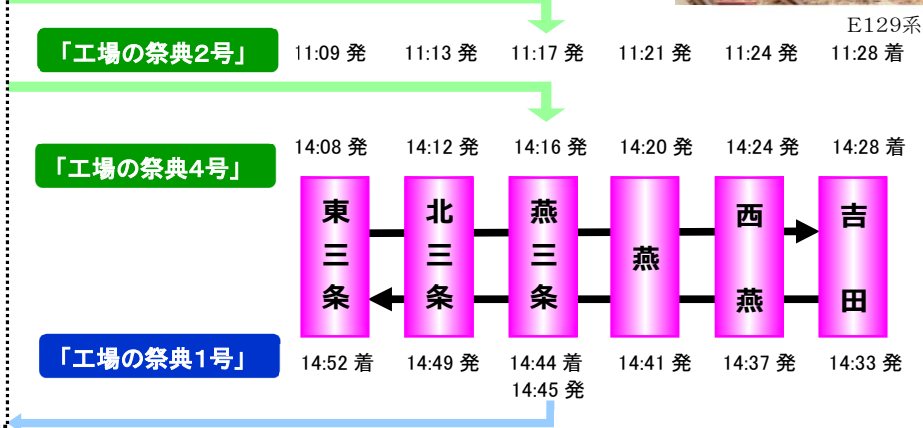 E129系
「工場の祭典2号」 11:09 発 11:13 発 11:17 発 11:21 発 11:24 発 11:28 着
「工場の祭典4号」 14:08 発 14:12 発 14:16 発 14:20 発 14:24 発 14:28 着
東三条 北三条 燕三条 燕 西燕 吉田
「工場の祭典1号」 14:52 着 14:49 発 14:44 着 14:41 発 14:37 発 14:33 発
14:45 発